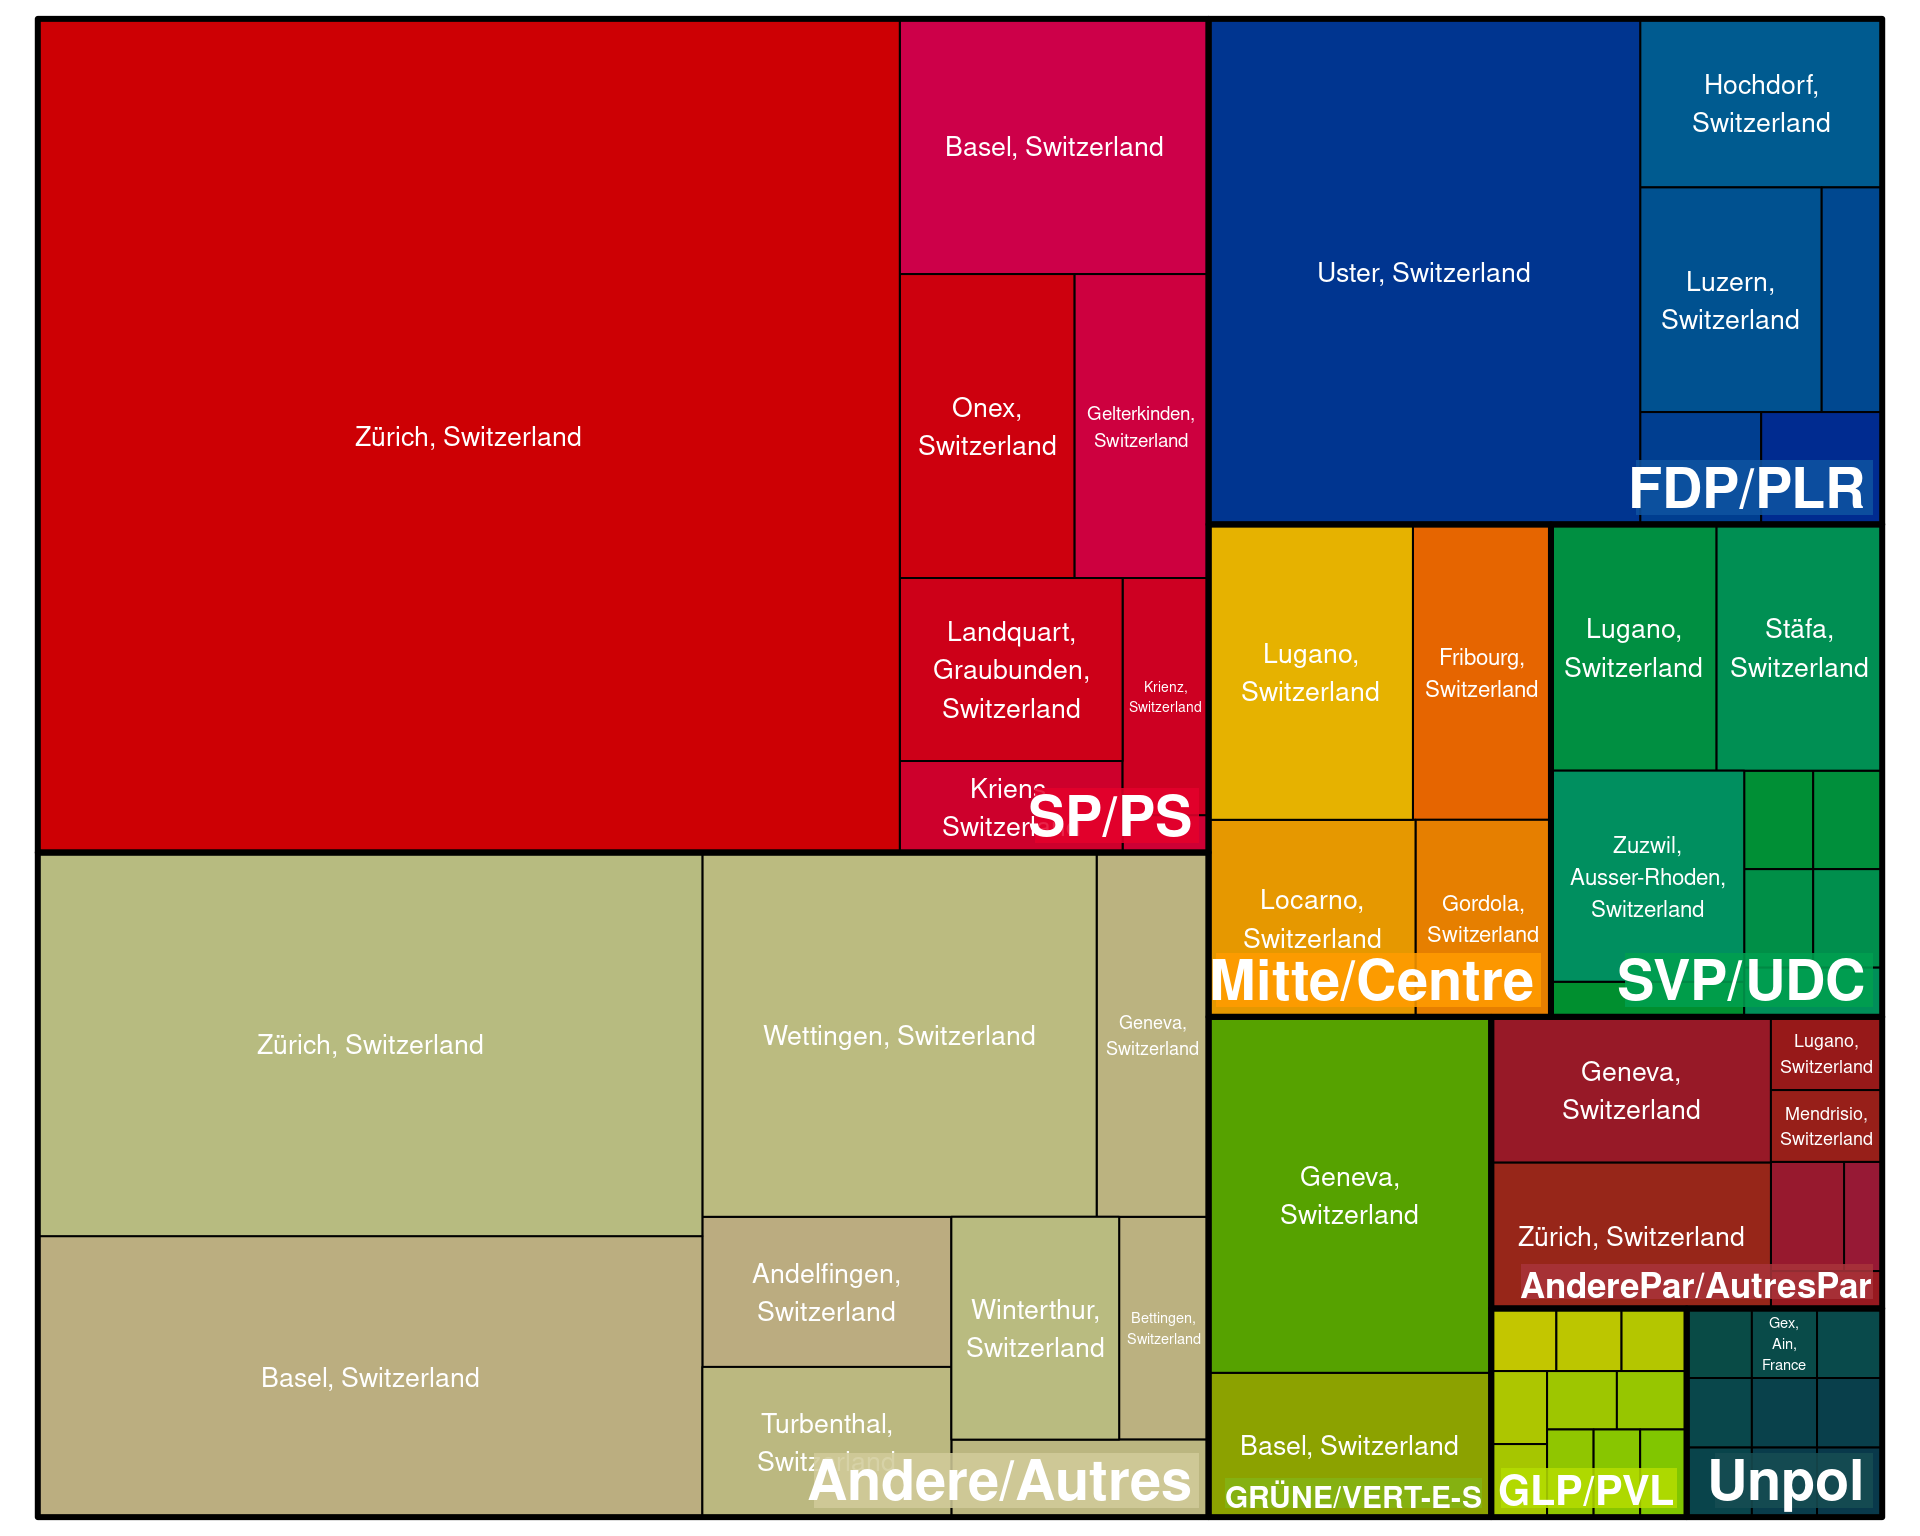 Zürich, Switzerland
Basel, Switzerland
Onex,
Switzerland
Gelterkinden,
Switzerland
Landquart,
Graubunden,
Switzerland
Krienz,
Switzerland
Kriens
SP/PS
Uster, Switzerland
Hochdorf,
Switzerland
Luzern,
Switzerland
FDP/PLR
Lugano,
Switzerland
Fribourg,
Switzerland
Locarno,
Switzerland
Gordola,
Switzerland
Mitte/Centre
Lugano,
Switzerland
Stäfa,
Switzerland
Zuzwil,
Ausser-Rhoden,
Switzerland
SVP/UDC
Zürich, Switzerland
Wettingen, Switzerland
Geneva,
Switzerland
Basel, Switzerland
Andelfingen,
Switzerland
Winterthur,
Switzerland
Bettingen,
Switzerland
Turbenthal,
Switzerland
Andere/Autres
Geneva,
Switzerland
Basel, Switzerland
GRÜNE/VERT-E-S
Geneva,
Switzerland
Lugano,
Switzerland
Mendrisio,
Switzerland
Zürich, Switzerland
AnderePar/AutresPar
GLP/PVL
Gex,
Ain,
France
Unpol